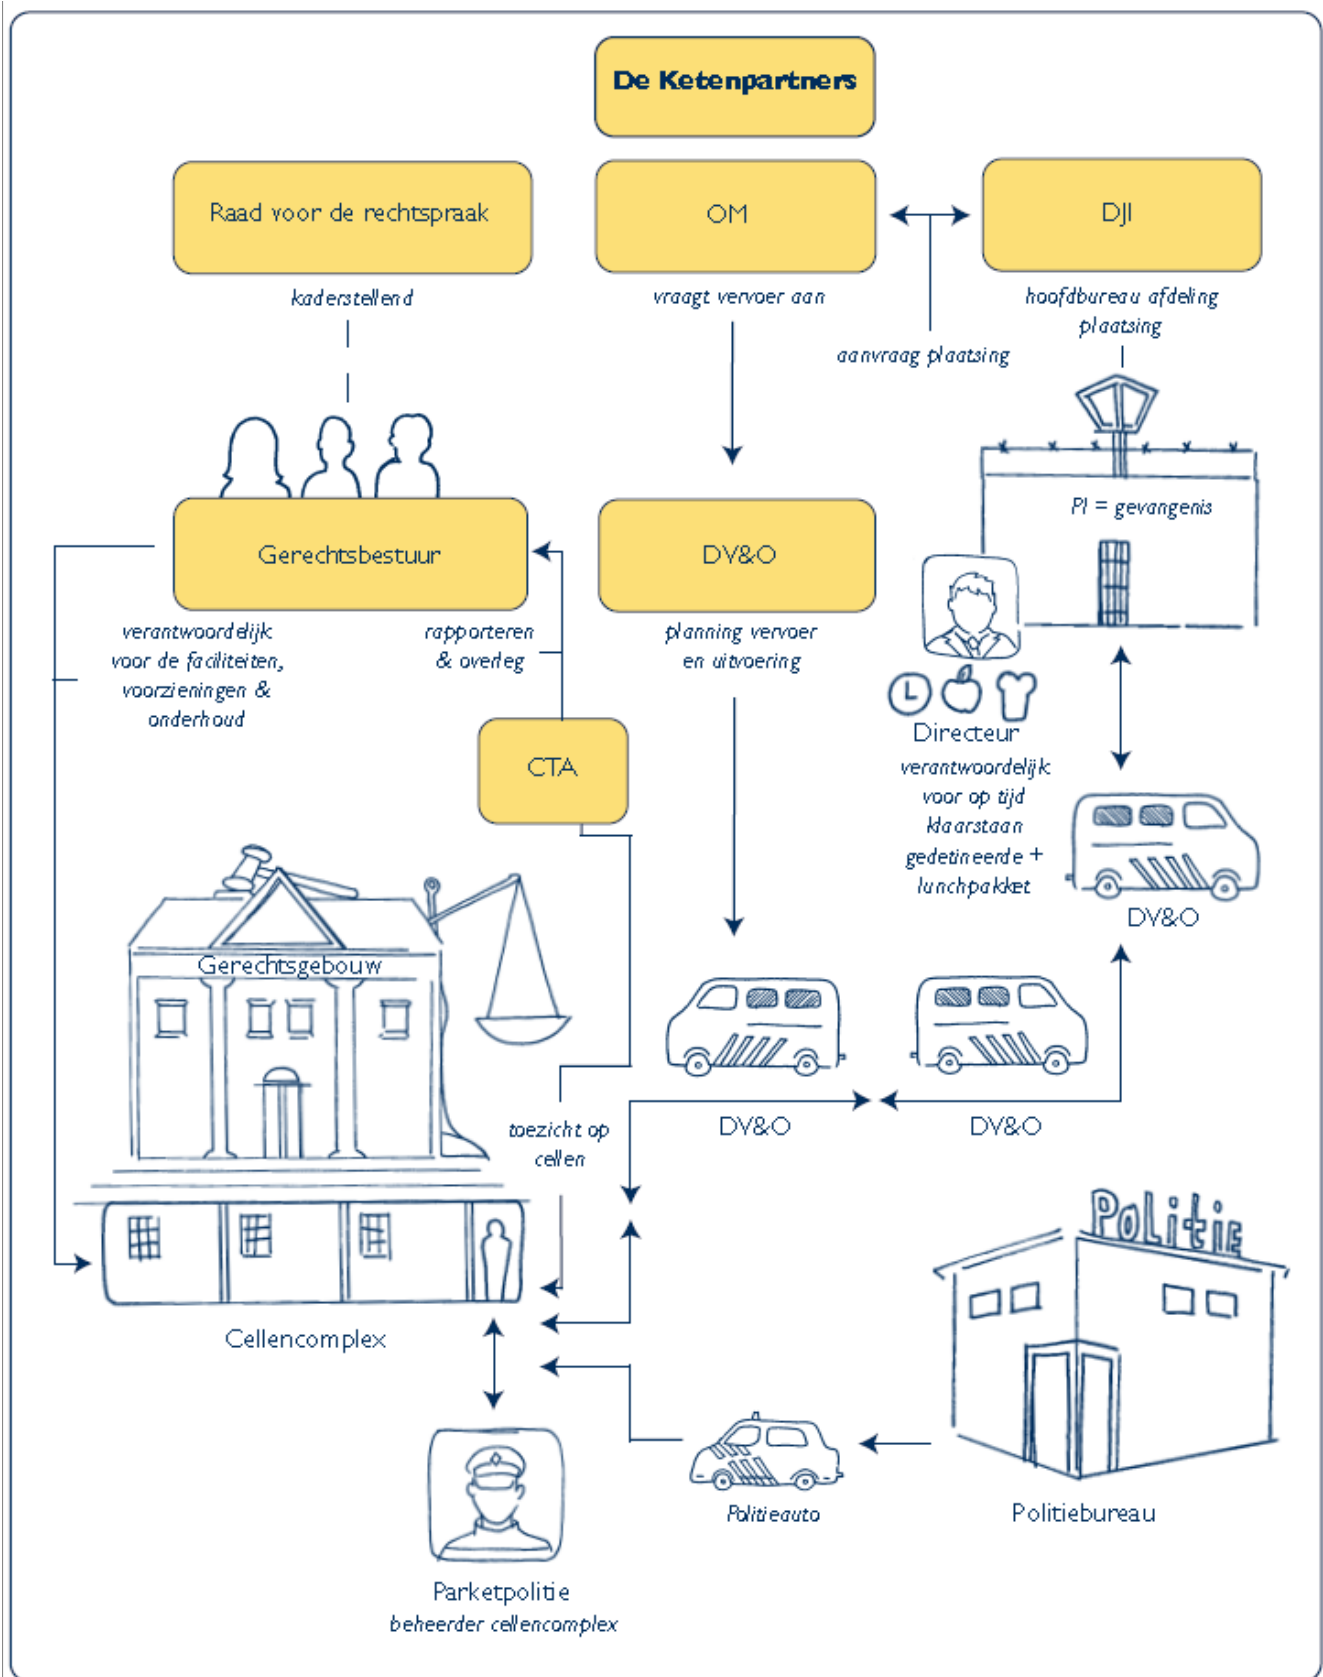 De Ketenpartners
Raad voor de rechtspraak
OM
DJI
kaderstellend
vraagt vervoer aan
hoofdbureau afdeling
plaatsing
aanvraag plaatsing
PI = gevangenis
Gerechtsbestuur
DV&O
verantwoordelijk
voor de faciliteiten,
voorzieningen &
onderhoud
rapporteren
& overleg
planning vervoer
en uitvoering
CTA
Directeur
verantwoordelijk
voor op tijd
klaarstaan
gedetineerde +
lunchpakket
DV&O
Gerechtsgebouw
DV&O
DV&O
toezicht op
cellen
PoLitiE
Cellencomplex
Politieauto
Politiebureau
Parketpolitie
beheerder cellencomplex